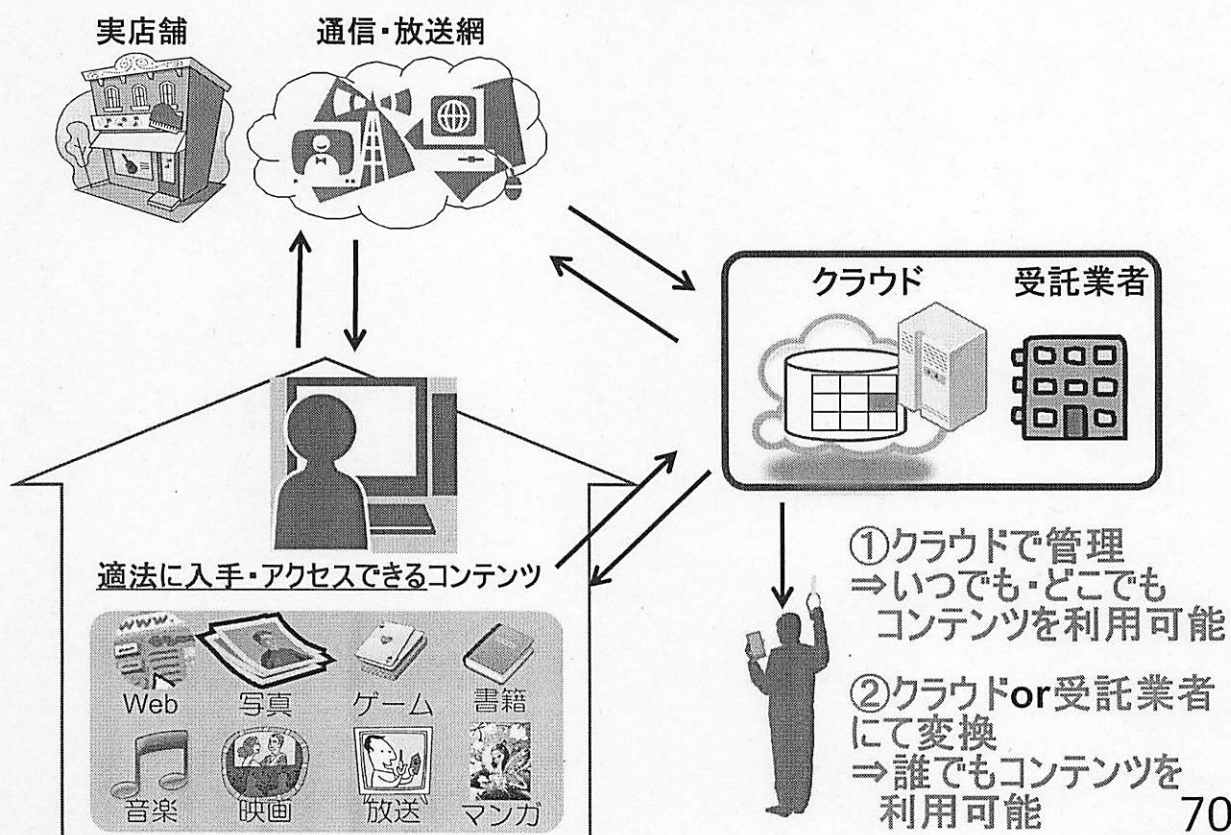 実店舗
通信・放送網
クラウド
受託業者
適法に入手・アクセスできるコンテンツ
www.
Web
写真
ゲーム
書籍
音楽
映画
放送
マンガ
①クラウドで管理
⇒いつでも・どこでも
コンテンツを利用可能
②クラウドor受託業者
にて変換
⇒誰でもコンテンツを
利用可能
70